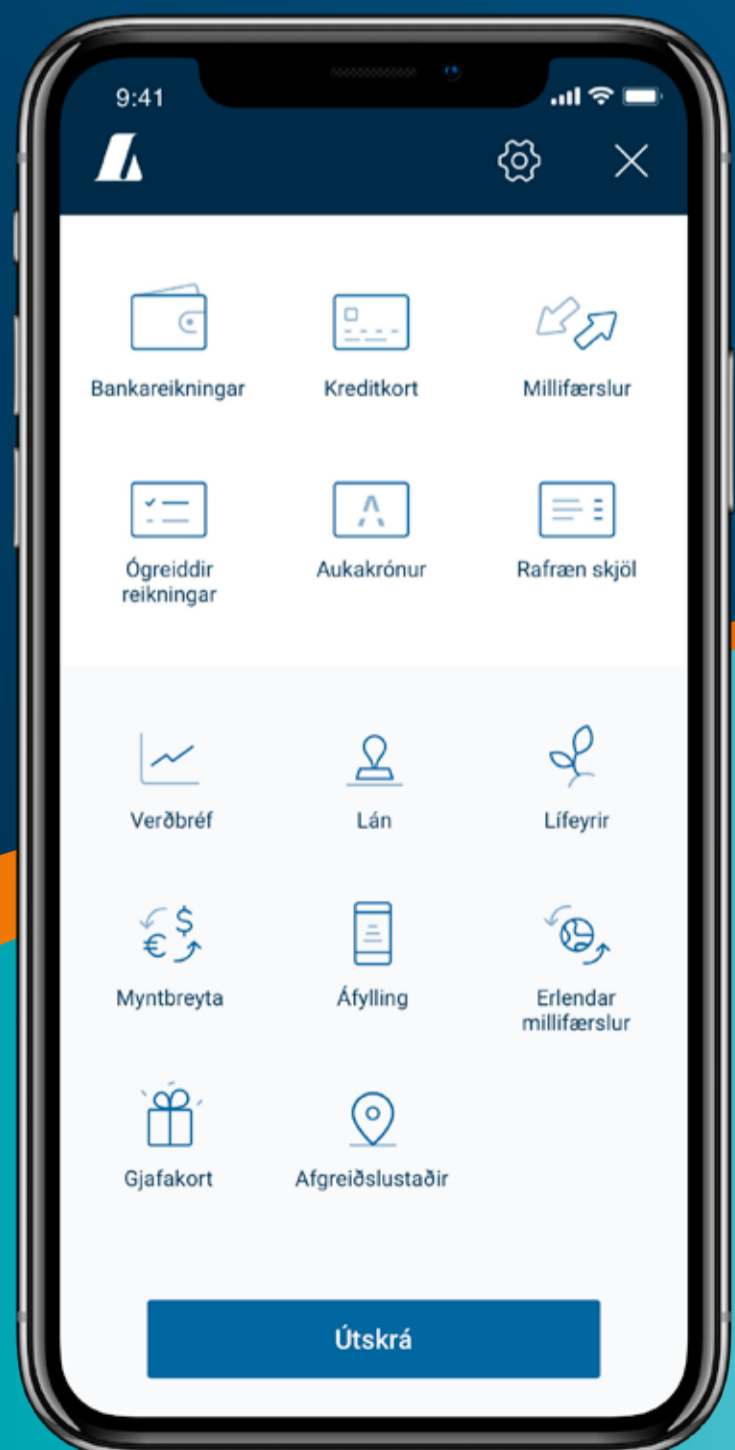 9:41
Bankareikningar
Kreditkort
Millifærslur
Ógreiddir
reikningar
Aukakrónur
Rafræn skjöl
Verðbréf
Lán
Lífeyrir
Myntbreyta
Áfylling
Erlendar
millifærslur
Gjafakort
Afgreiðslustaðir
Útskrá